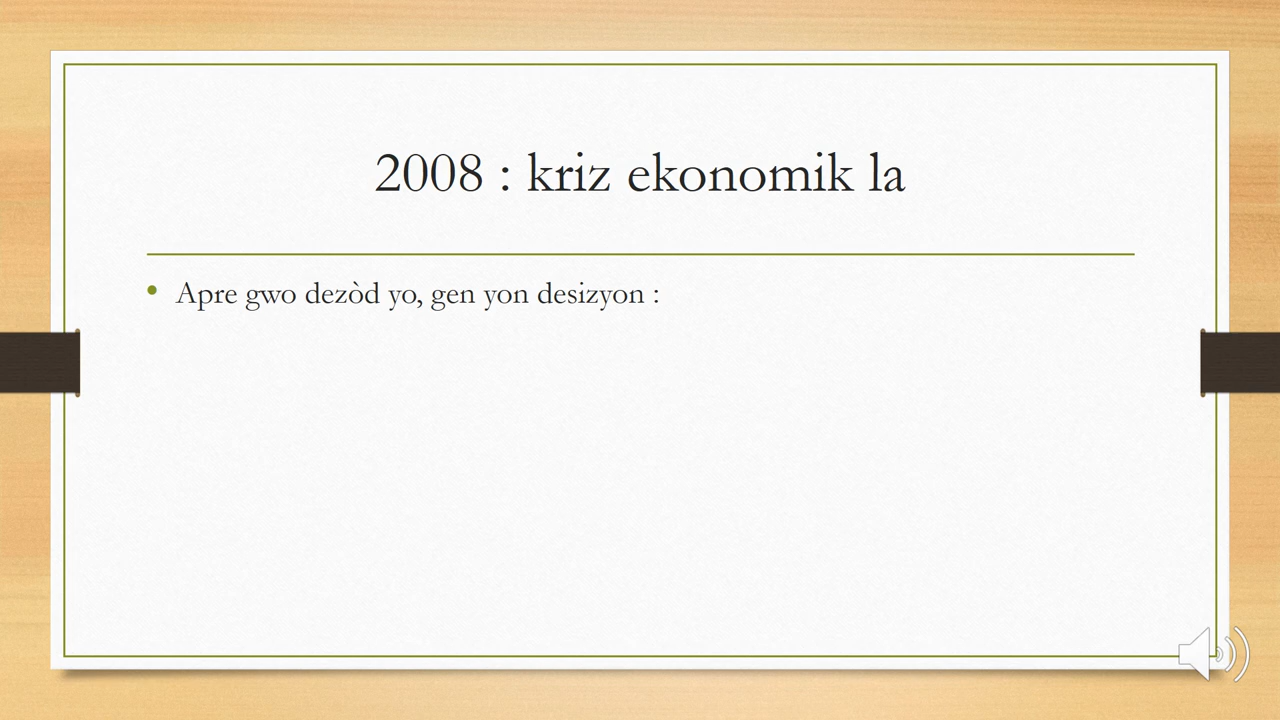 2008 : kriz ekonomik la
• Apre gwo dezòd yo, gen yon desizyon :